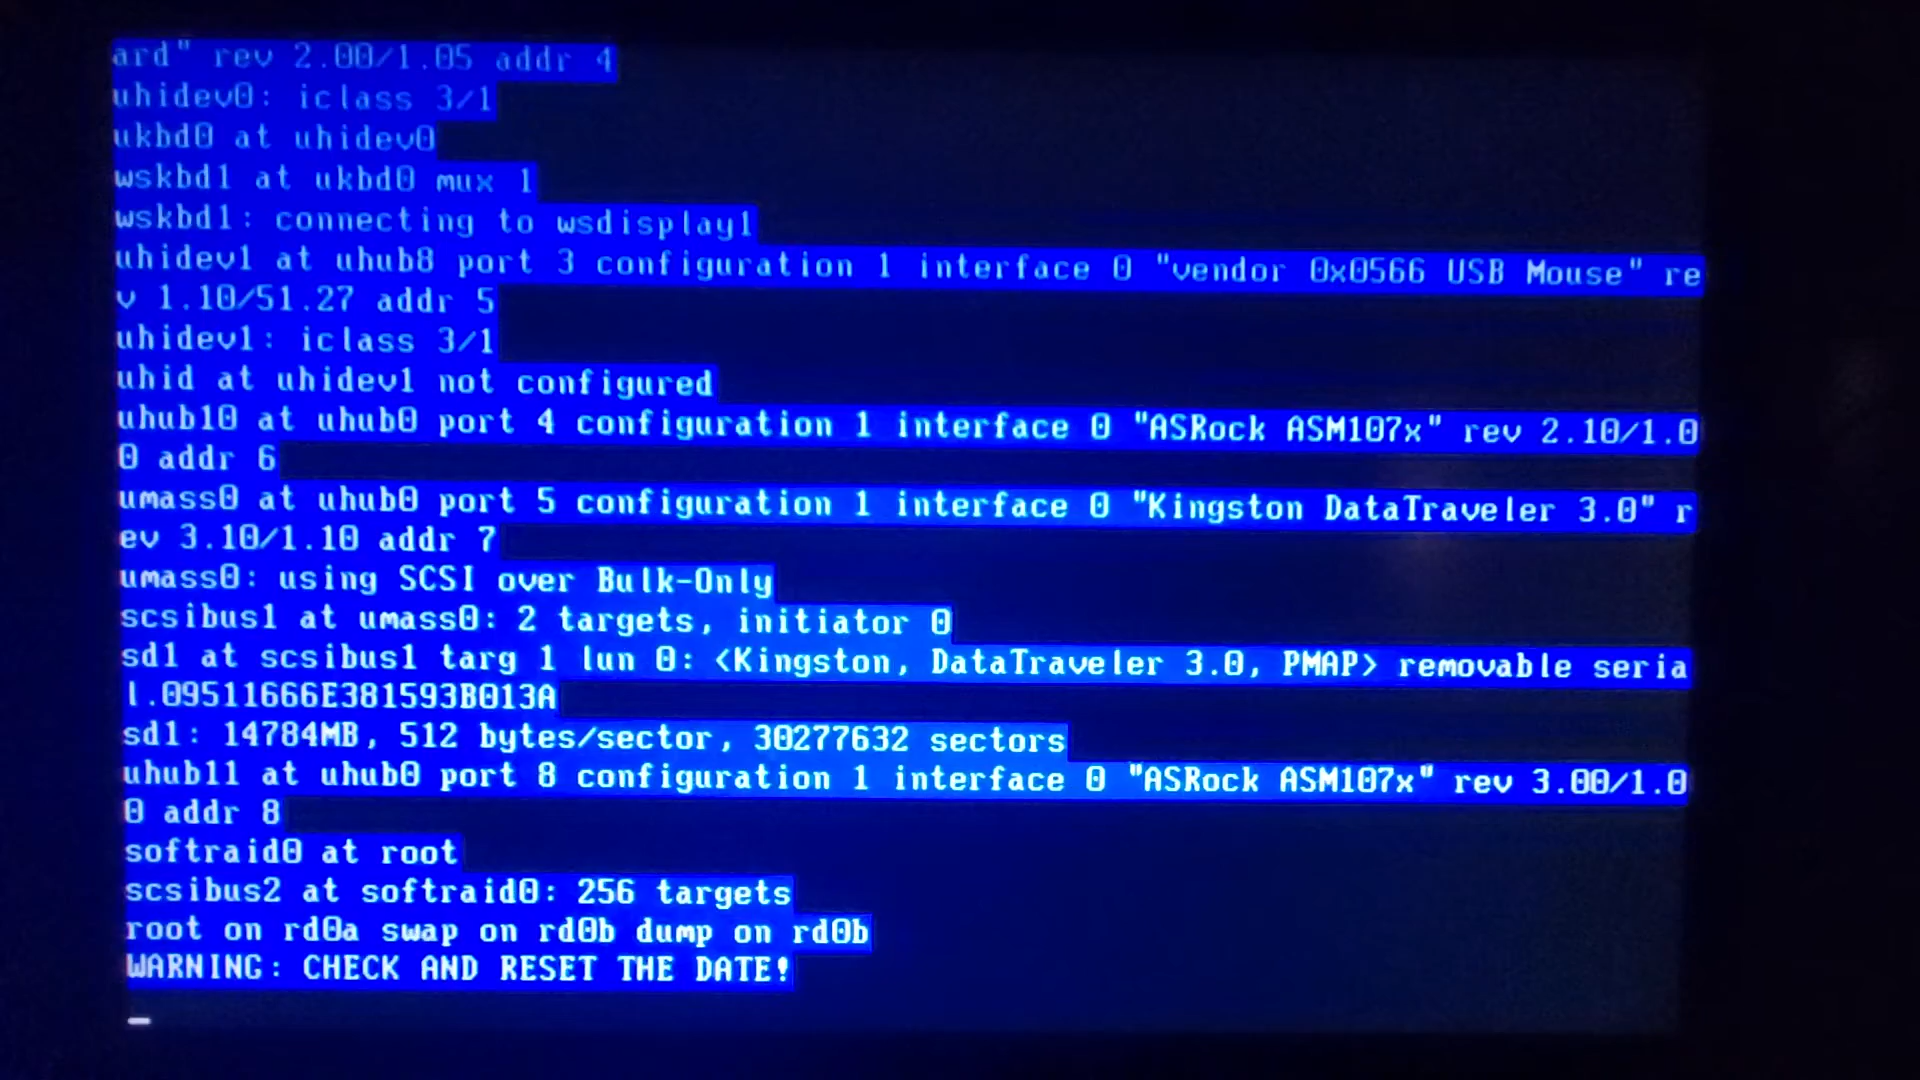 ard" rev 2.00/1.05 addr 4
uhidev0: iclass 3/1
ukbd0 at uhidev0
wskbd1 at ukbd0 mux 1
wskbd1: connecting to wsdisplay1
uhidev1 at uhub8 port 3 configuration 1 interface 0 "vendor 0x0566 USB Mouse" re
v 1.10/51.27 addr 5
uhidev1: iclass 3/1
uhid at uhidev1 not configured
uhub10 at uhub0 port 4 configuration 1 interface 0 "ASRock ASM107x" rev 2.10/1.0
0 addr 6
umass0 at uhub0 port 5 configuration 1 interface 0 "Kingston DataTraveler 3.0" r
ev 3.10/1.10 addr 7
umass0: using SCSI over Bulk-Only
scsibus1 at umass0: 2 targets, initiator 0
sd1 at scsibus1 targ 1 lun 0: <Kingston, DataTraveler 3.0, PMAP> removable seria
l.09511666E381593B013A
sd1: 14784MB, 512 bytes/sector, 30277632 sectors
uhub11 at uhub0 port 8 configuration 1 interface 0 "ASRock ASM107x" rev 3.00/1.0
0 addr 8
softraid0 at root
scsibus2 at softraid0: 256 targets
root on rd0a swap on rd0b dump on rd0b
WARNING: CHECK AND RESET THE DATE!